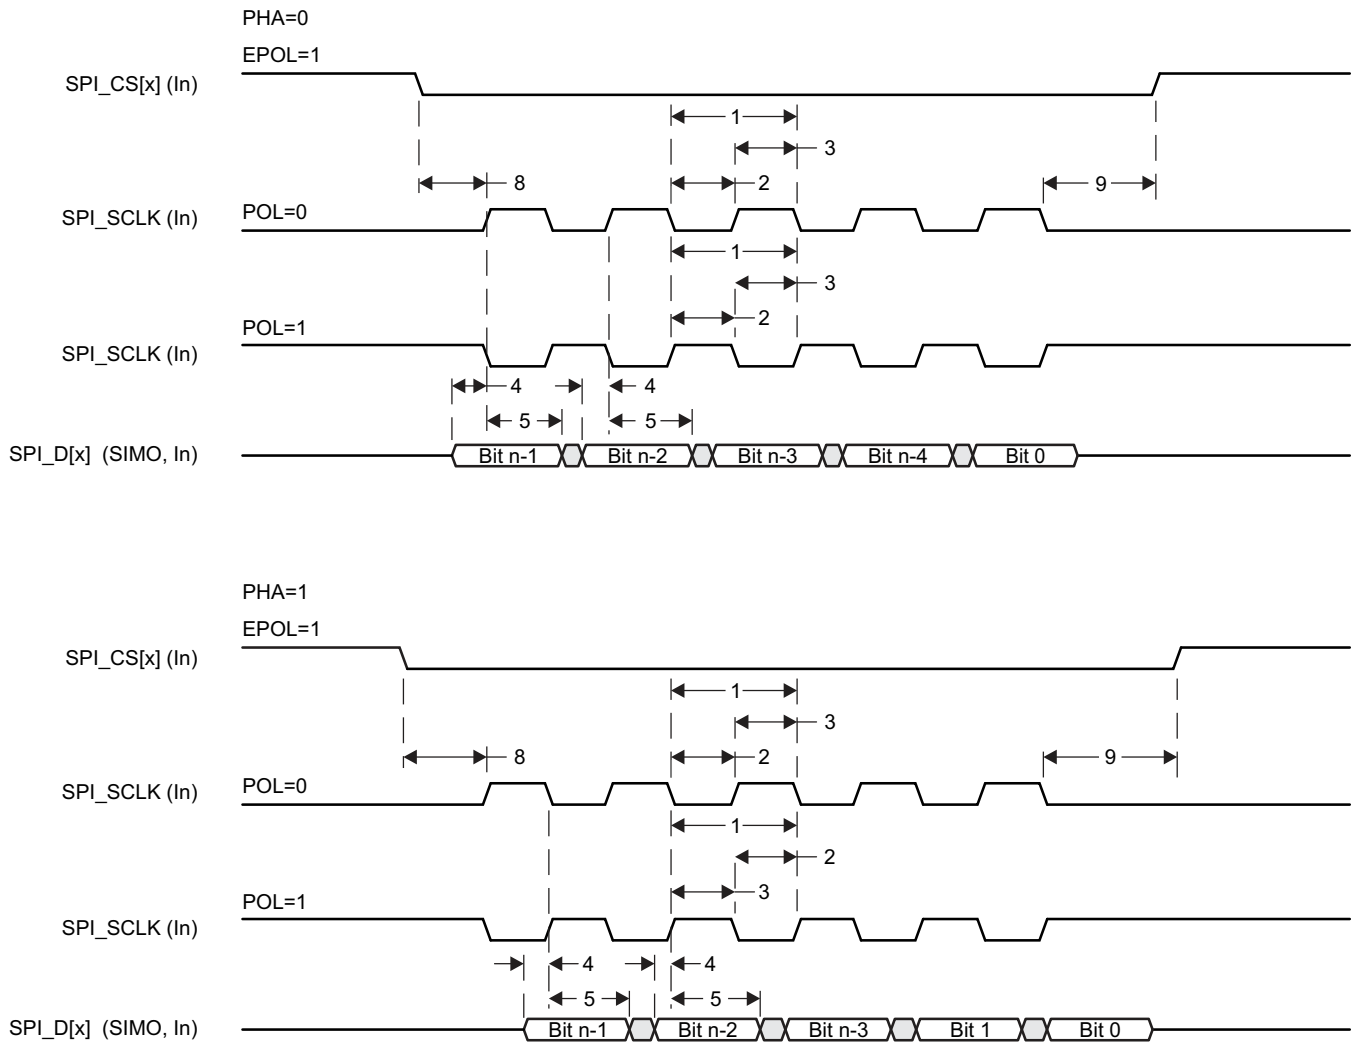 PHA=0
EPOL=1
SPI_CS[x] (In)
1
3
8
2
9
SPI_SCLK (In)
POL=0
1
3
2
POL=1
SPI_SCLK (In)
4
4
5
5
SPI_D[x] (SIMO, In)
Bit n-1 Bit n-2 Bit n-3 Bit n-4 Bit 0
PHA=1
EPOL=1
SPI_CS[x] (In)
1
3
8
2
9
SPI_SCLK (In)
POL=0
1
2
3
POL=1
SPI_SCLK (In)
4
4
5
5
SPI_D[x] (SIMO, In)
Bit n-1 Bit n-2 Bit n-3 Bit 1 Bit 0